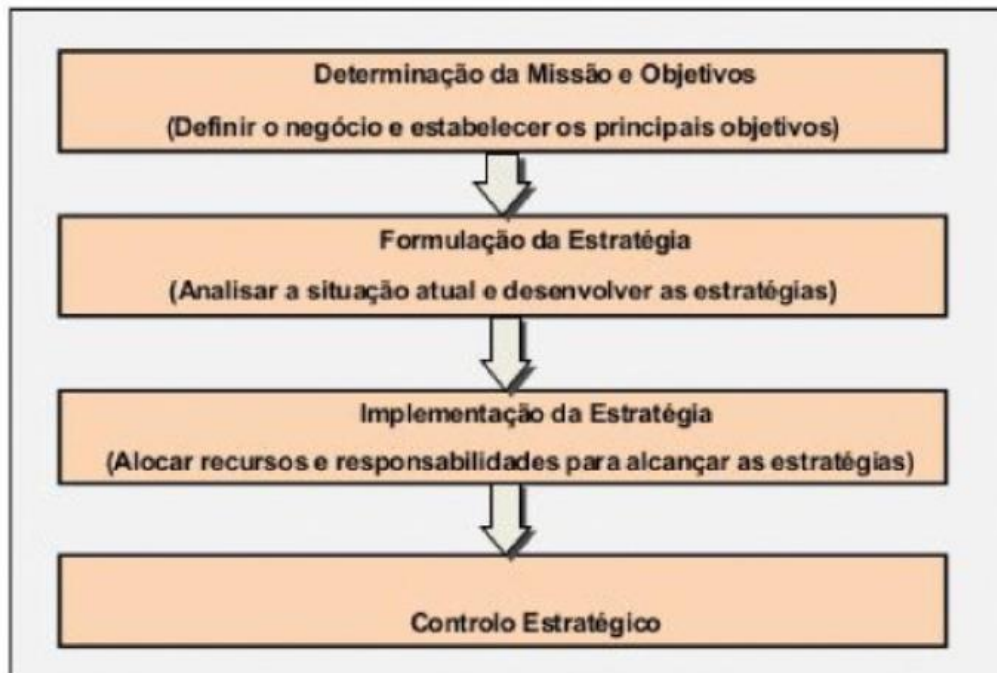 Determinação da Missão e Objetivos
(Definir o negócio e estabelecer os principais objetivos)
Formulação da Estratégia
(Analisar a situação atual e desenvolver as estratégias)
Implementação da Estratégia
(Alocar recursos e responsabilidades para alcançar as estratégias)
Controlo Estratégico